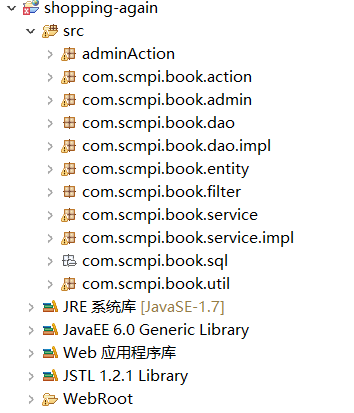 shopping-again
src
adminAction
com.scmpi.book.action
com.scmpi.book.admin
com.scmpi.book.dao
com.scmpi.book.dao.impl
com.scmpi.book.entity
com.scmpi.book.filter
com.scmpi.book.service
com.scmpi.book.service.impl
com.scmpi.book.sql
com.scmpi.book.util
JRE 系统库 [JavaSE-1.7]
JavaEE 6.0 Generic Library
Web 应用程序库
JSTL 1.2.1 Library
WebRoot